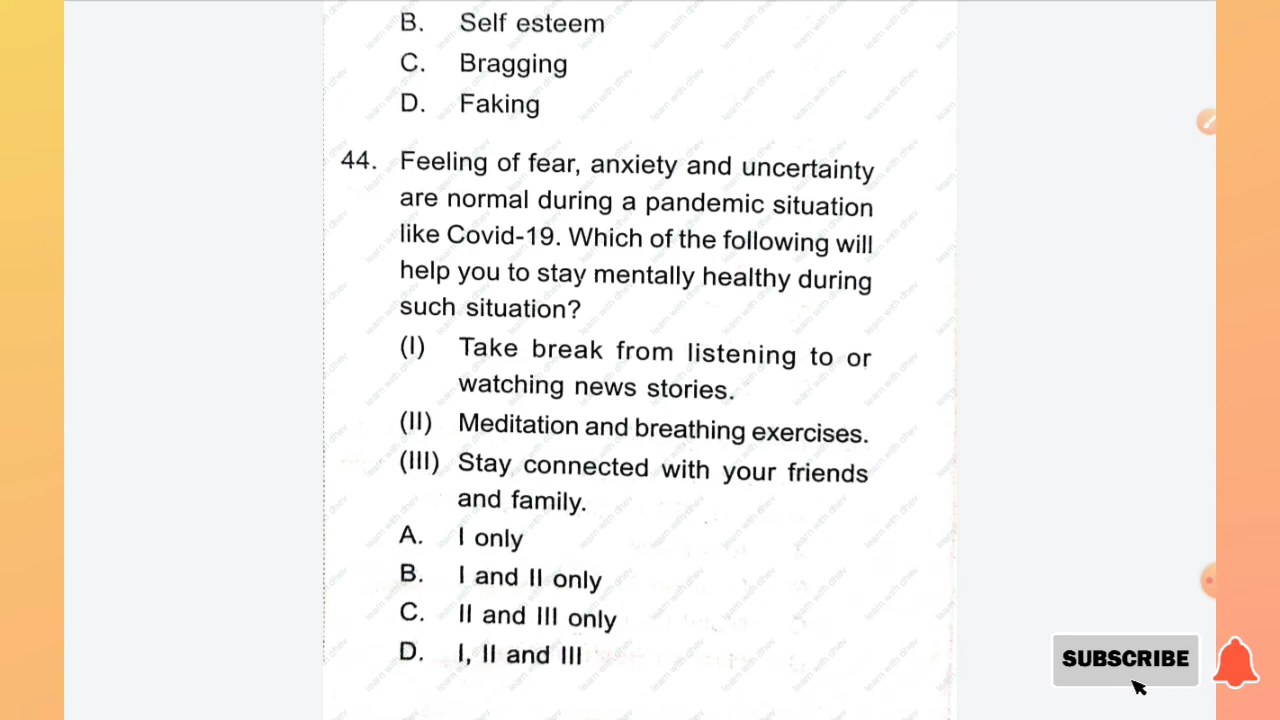 B. Self esteem
C. Bragging
D. Faking
44. Feeling of fear, anxiety and uncertainty
are normal during a pandemic situation
like Covid-19. Which of the following will
help you to stay mentally healthy during
such situation?
(I) Take break from listening to or
watching news stories.
(II) Meditation and breathing exercises.
(III) Stay connected with your friends
and family.
A. I only
B. I and II only
C. II and III only
D. I, II and III
SUBSCRIBE
learn with dhev